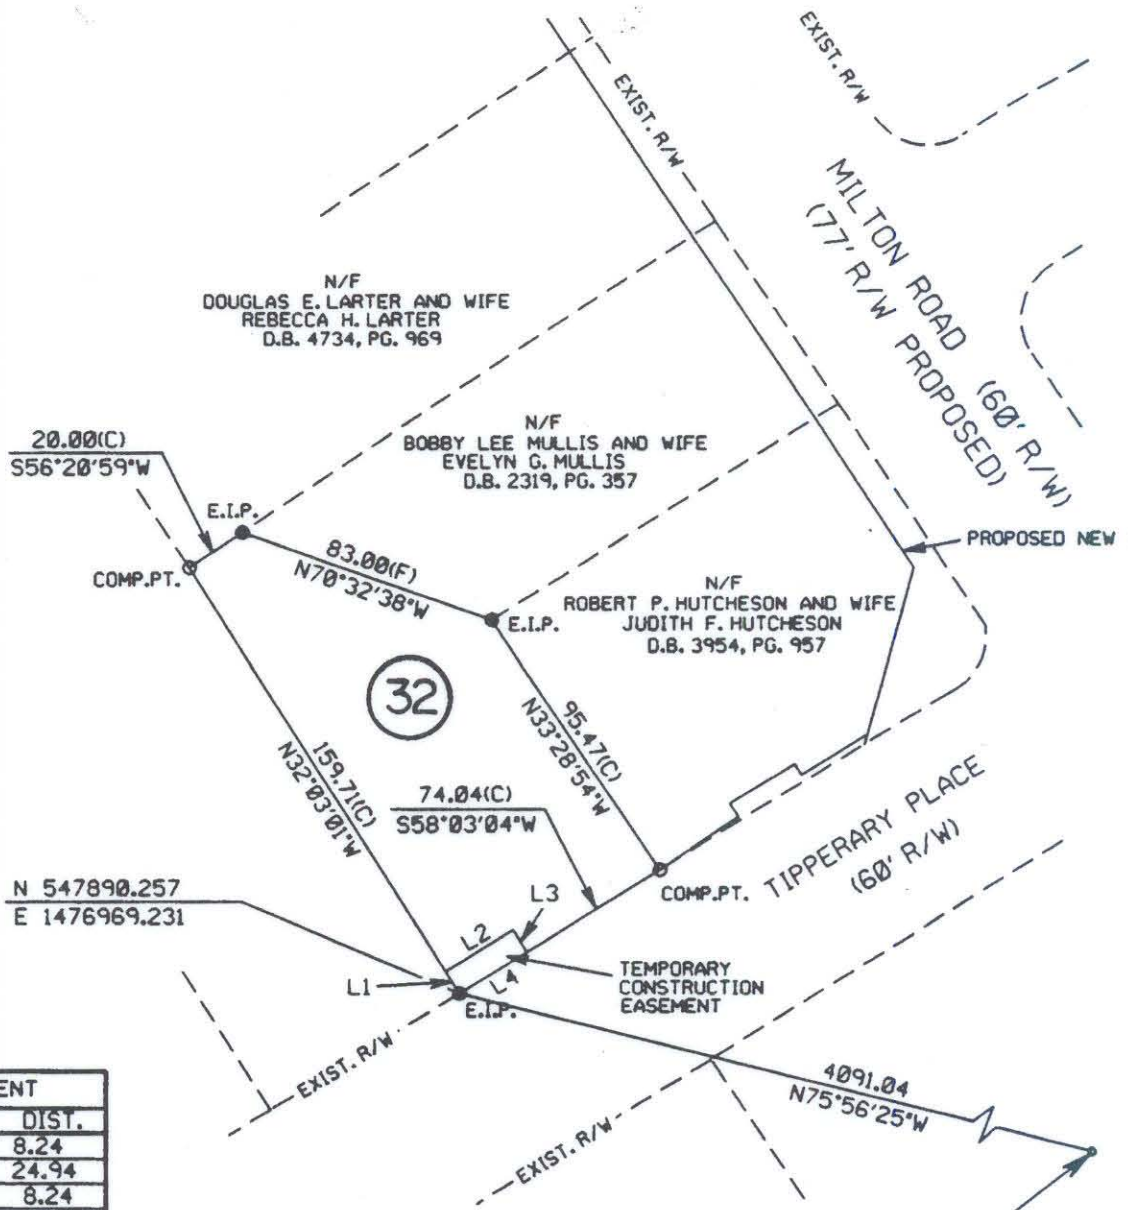 EXIST. R/W
EXIST. R/W
MILTON ROAD (60' R/W)
(77' R/W PROPOSED)
N/F
DOUGLAS E. LARTER AND WIFE
REBECCA H. LARTER
D.B. 4734, PG. 969
N/F
BOBBY LEE MULLIS AND WIFE
EVELYN G. MULLIS
D.B. 2319, PG. 357
20.00(C)
S56°20'59"W
E.I.P.
COMP.PT.
83.00(F)
N70°32'38"W
E.I.P.
PROPOSED NEW
N/F
ROBERT P. HUTCHESON AND WIFE
JUDITH F. HUTCHESON
D.B. 3954, PG. 957
32
95.47(C)
N33°28'54"W
159.71(C)
N32°03'01"W
74.04(C)
S58°03'04"W
TIPPERARY PLACE
(60' R/W)
COMP.PT.
N 547890.257
E 1476969.231
L3
L2
L1
L4
TEMPORARY
CONSTRUCTION
EASEMENT
E.I.P.
EXIST. R/W
4091.04
N75°56'25"W
EXIST. R/W
ENT
DIST.
8.24
24.94
8.24